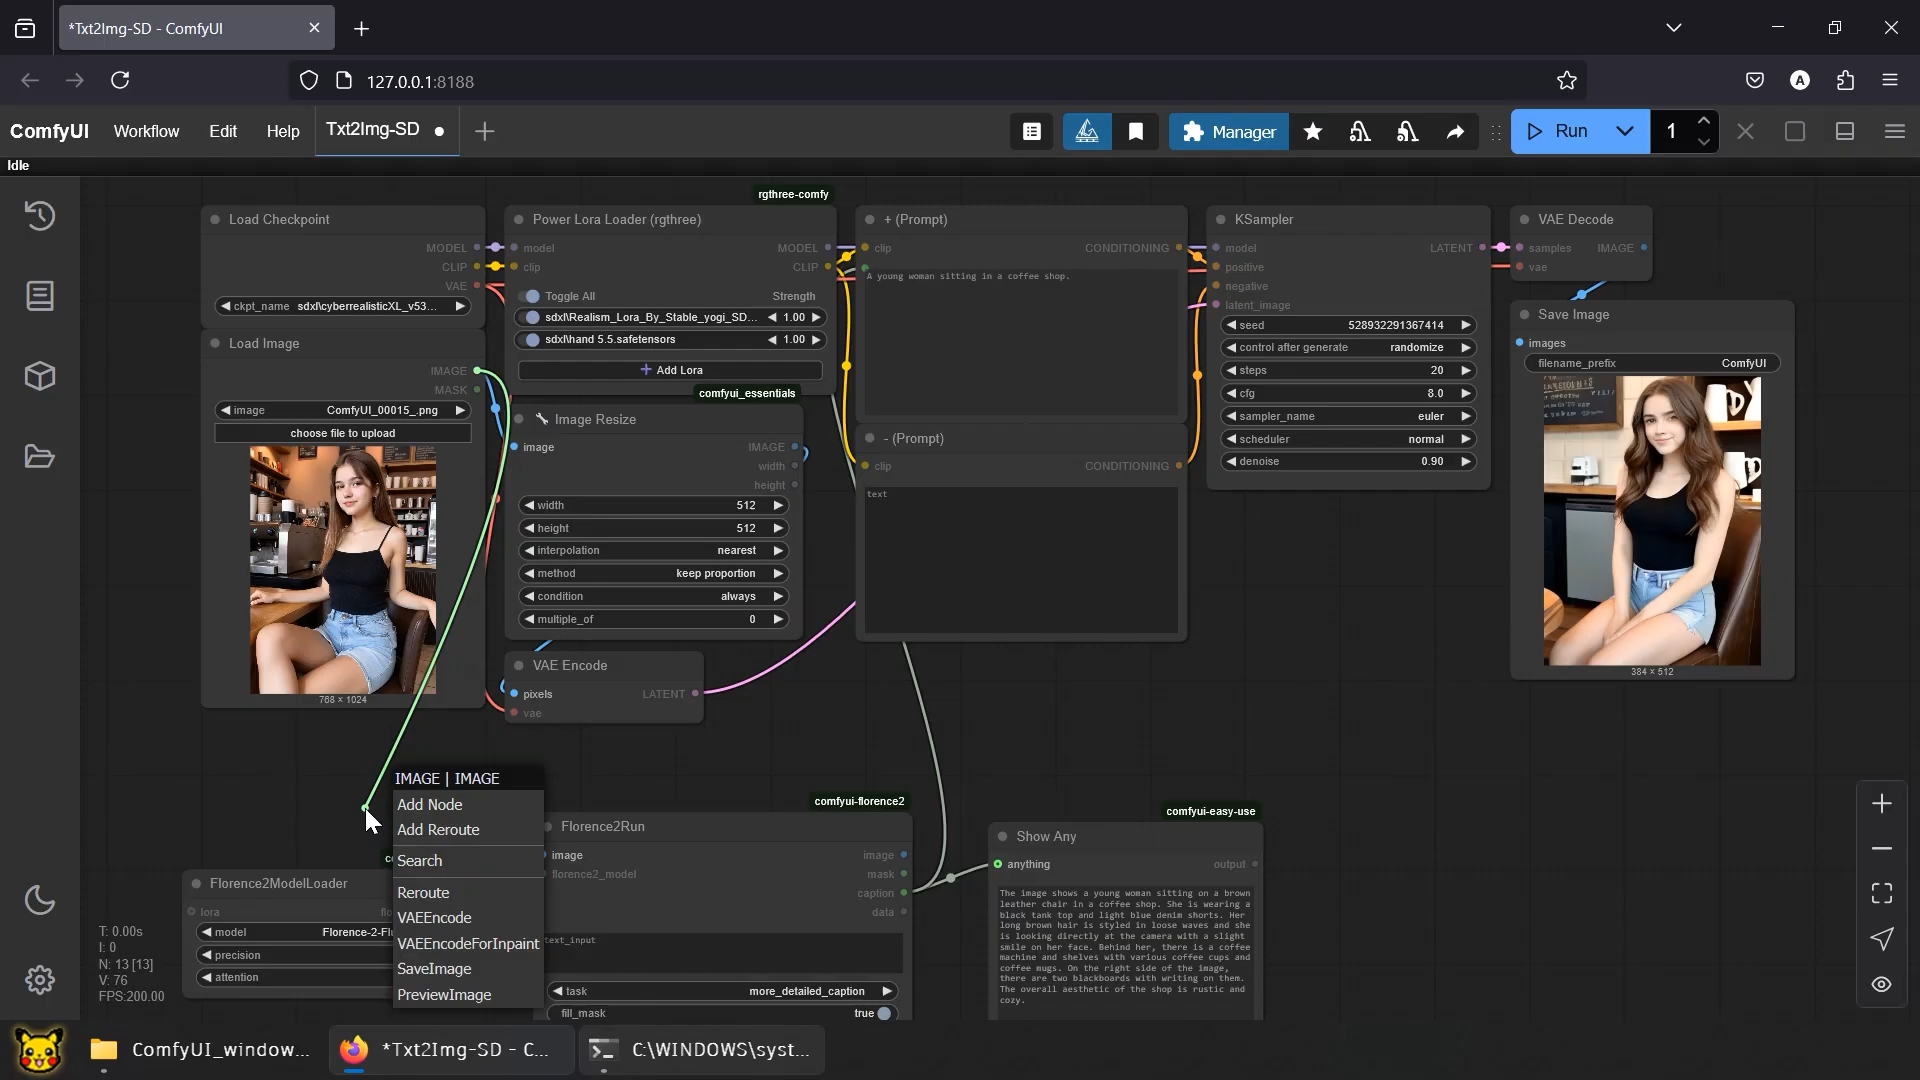 *Txt2Img-SD - ComfyUI
127.0.0.1:8188
ComfyUI
Workflow
Edit
Help
Txt2Img-SD
Manager
Run
1
Idle
rgthree-comfy
Load Checkpoint
MODEL
CLIP
VAE
ckpt_name sdxl\cyberrealisticXL_v53...
Power Lora Loader (rgthree)
model MODEL
clip CLIP
Toggle All Strength
sdxl\Realism_Lora_By_Stable_yogi_SD... 1.00
sdxl\hand 5.5.safetensors 1.00
Add Lora
+ (Prompt)
clip CONDITIONING
A young woman sitting in a coffee shop.
KSampler
model LATENT
positive
negative
latent_image
seed 528932291367414
control after generate randomize
steps 20
cfg 8.0
sampler_name euler
scheduler normal
denoise 0.90
VAE Decode
samples IMAGE
vae
Save Image
images
filename_prefix ComfyUI
384 × 512
Load Image
IMAGE
MASK
image ComfyUI_00015_.png
choose file to upload
768 × 1024
comfyui_essentials
Image Resize
image IMAGE
width
height
width 512
height 512
interpolation nearest
method keep proportion
condition always
multiple_of 0
- (Prompt)
clip CONDITIONING
text
VAE Encode
pixels LATENT
vae
IMAGE | IMAGE
Add Node
Add Reroute
Search
Reroute
VAEEncode
VAEEncodeForInpaint
SaveImage
PreviewImage
Florence2ModelLoader
lora
model Florence-2-Fl
precision
attention
comfyui-florence2
Florence2Run
image image
florence2_model mask
caption
data
text_input
task more_detailed_caption
fill_mask true
comfyui-easy-use
Show Any
anything output
The image shows a young woman sitting on a brown
leather chair in a coffee shop. She is wearing a
black tank top and light blue denim shorts. Her
long brown hair is styled in loose waves and she
is looking directly at the camera with a slight
smile on her face. Behind her, there is a coffee
machine and shelves with various coffee cups and
coffee mugs. On the right side of the image,
there are two blackboards with writing on them.
The overall aesthetic of the shop is rustic and
cozy.
T: 0.00s
I: 0
N: 13 [13]
V: 76
FPS:200.00
ComfyUI_window...
*Txt2Img-SD - C...
C:\WINDOWS\syst...